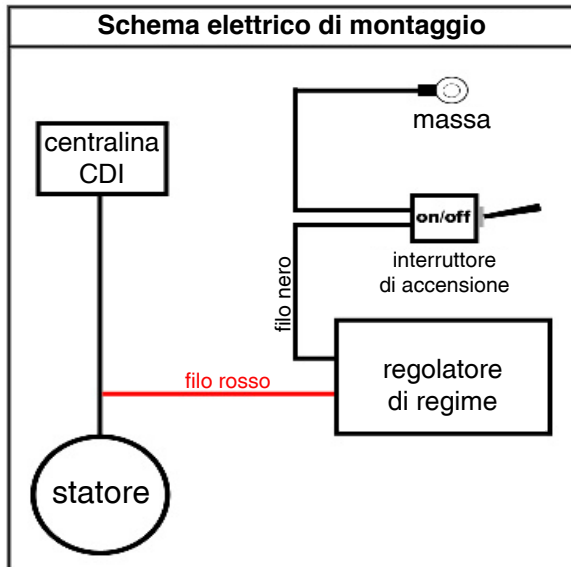 Schema elettrico di montaggio
massa
centralina
CDI
on/off
interruttore
di accensione
filo nero
regolatore
di regime
filo rosso
statore